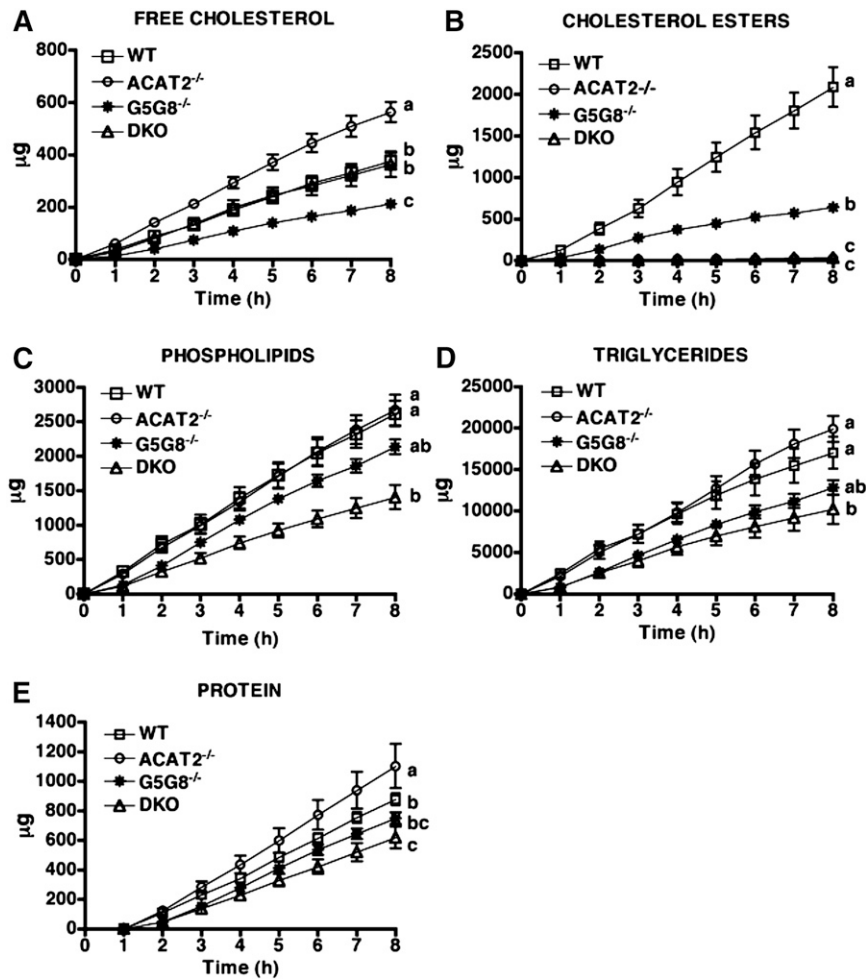 A
FREE CHOLESTEROL
800
600
400
200
0
µg
WT
ACAT2-/-
G5G8-/-
DKO
a
b
b
c
0 1 2 3 4 5 6 7 8
Time (h)
B
CHOLESTEROL ESTERS
2500
2000
1500
1000
500
0
µg
WT
ACAT2-/-
G5G8-/-
DKO
a
b
c
c
0 1 2 3 4 5 6 7 8
Time (h)
C
PHOSPHOLIPIDS
3000
2500
2000
1500
1000
500
0
µg
WT
ACAT2-/-
G5G8-/-
DKO
a
a
ab
b
0 1 2 3 4 5 6 7 8
Time (h)
D
TRIGLYCERIDES
25000
20000
15000
10000
5000
0
µg
WT
ACAT2-/-
G5G8-/-
DKO
a
a
ab
b
0 1 2 3 4 5 6 7 8
Time (h)
E
PROTEIN
1400
1200
1000
800
600
400
200
0
µg
WT
ACAT2-/-
G5G8-/-
DKO
a
b
bc
c
0 1 2 3 4 5 6 7 8
Time (h)